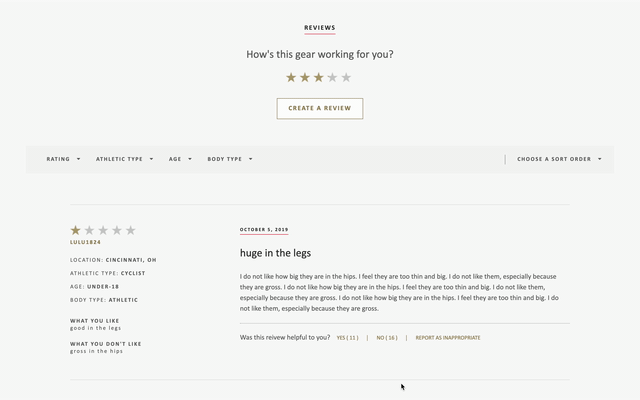 REVIEWS
How's this gear working for you?
CREATE A REVIEW
RATING ATHLETIC TYPE AGE BODY TYPE CHOOSE A SORT ORDER
LULU1824
LOCATION: CINCINNATI, OH
ATHLETIC TYPE: CYCLIST
AGE: UNDER-18
BODY TYPE: ATHLETIC
WHAT YOU LIKE
good in the legs
WHAT YOU DON'T LIKE
gross in the hips
OCTOBER 5, 2019
huge in the legs
I do not like how big they are in the hips. I feel they are too thin and big. I do not like them, especially because
they are gross. I do not like how big they are in the hips. I feel they are too thin and big. I do not like them,
especially because they are gross. I do not like how big they are in the hips. I feel they are too thin and big. I do
not like them, especially because they are gross.
Was this reivew helpful to you? YES ( 11 ) | NO ( 16 ) | REPORT AS INAPPROPRIATE